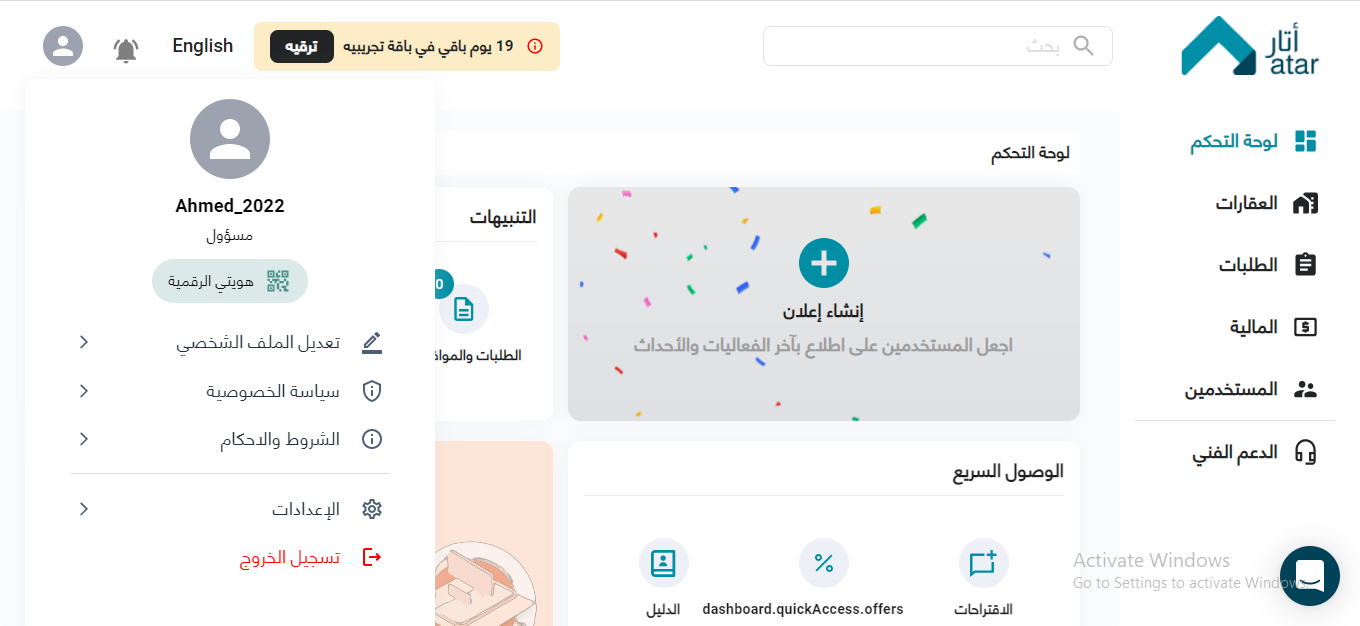 أتار
atar
بحث
19 يوم باقي في باقة تجريبيه
ترقيه
English
لوحة التحكم
العقارات
الطلبات
المالية
المستخدمين
الدعم الفني
لوحة التحكم
إنشاء إعلان
اجعل المستخدمين على اطلاع بآخر الفعاليات والأحداث
التنبيهات
0
الطلبات
الوصول السريع
الاقتراحات
dashboard.quickAccess.offers
الدليل
Ahmed_2022
مسؤول
هويتي الرقمية
تعديل الملف الشخصي
سياسة الخصوصية
الشروط والاحكام
الإعدادات
تسجيل الخروج
Activate Windows
Go to Settings to activate Windows.